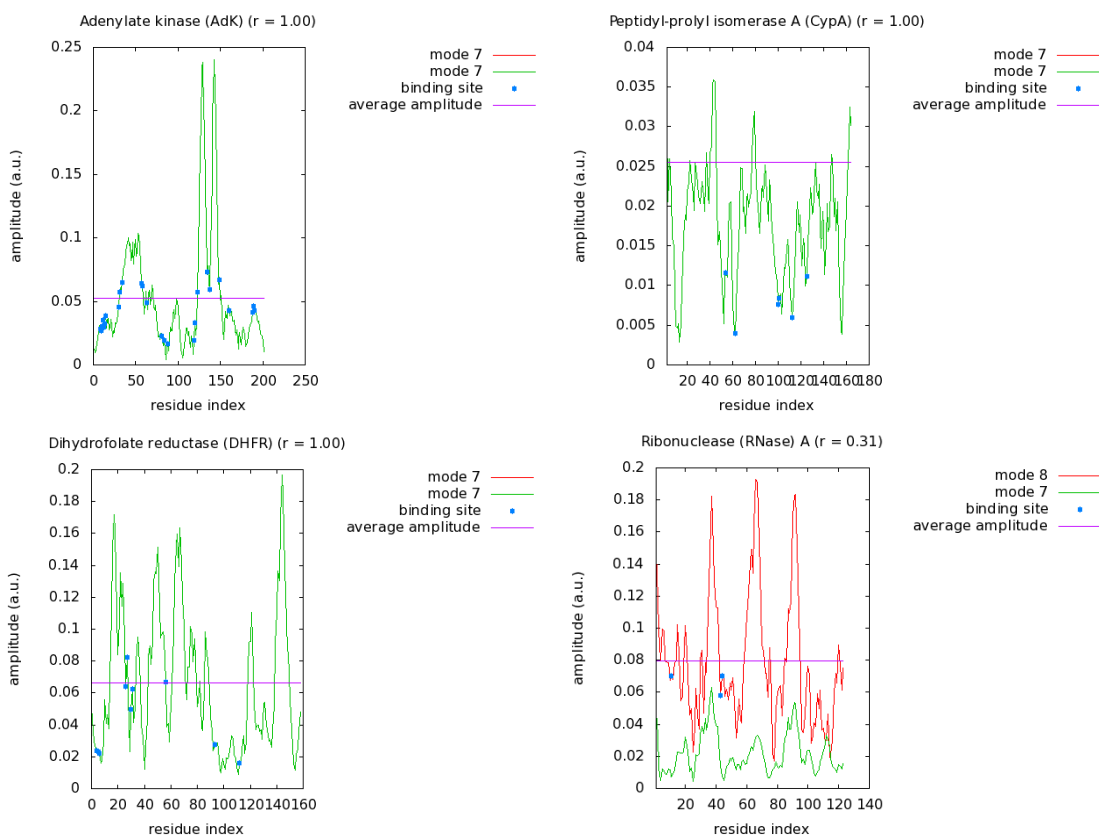 Adenylate kinase (AdK) (r = 1.00)
mode 7
mode 7
binding site
average amplitude
amplitude (a.u.)
0.25
0.2
0.15
0.1
0.05
0
0 50 100 150 200 250
residue index
Peptidyl-prolyl isomerase A (CypA) (r = 1.00)
mode 7
mode 7
binding site
average amplitude
amplitude (a.u.)
0.04
0.035
0.03
0.025
0.02
0.015
0.01
0.005
0
20 40 60 80 100 120 140 160 180
residue index
Dihydrofolate reductase (DHFR) (r = 1.00)
mode 7
mode 7
binding site
average amplitude
amplitude (a.u.)
0.2
0.18
0.16
0.14
0.12
0.1
0.08
0.06
0.04
0.02
0
0 20 40 60 80 100 120 140 160
residue index
Ribonuclease (RNase) A (r = 0.31)
mode 8
mode 7
binding site
average amplitude
amplitude (a.u.)
0.2
0.18
0.16
0.14
0.12
0.1
0.08
0.06
0.04
0.02
0
20 40 60 80 100 120 140
residue index